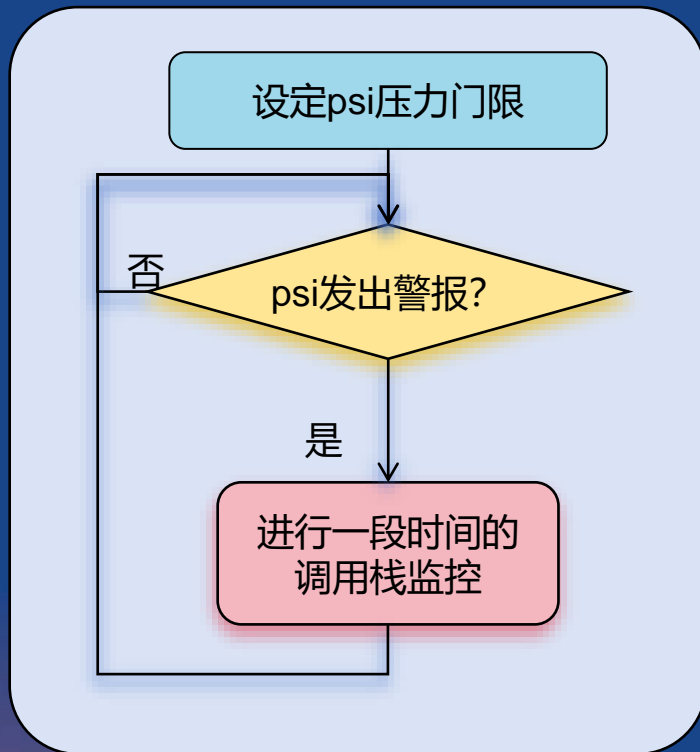 设定psi压力门限
否
psi发出警报?
是
进行一段时间的
调用栈监控